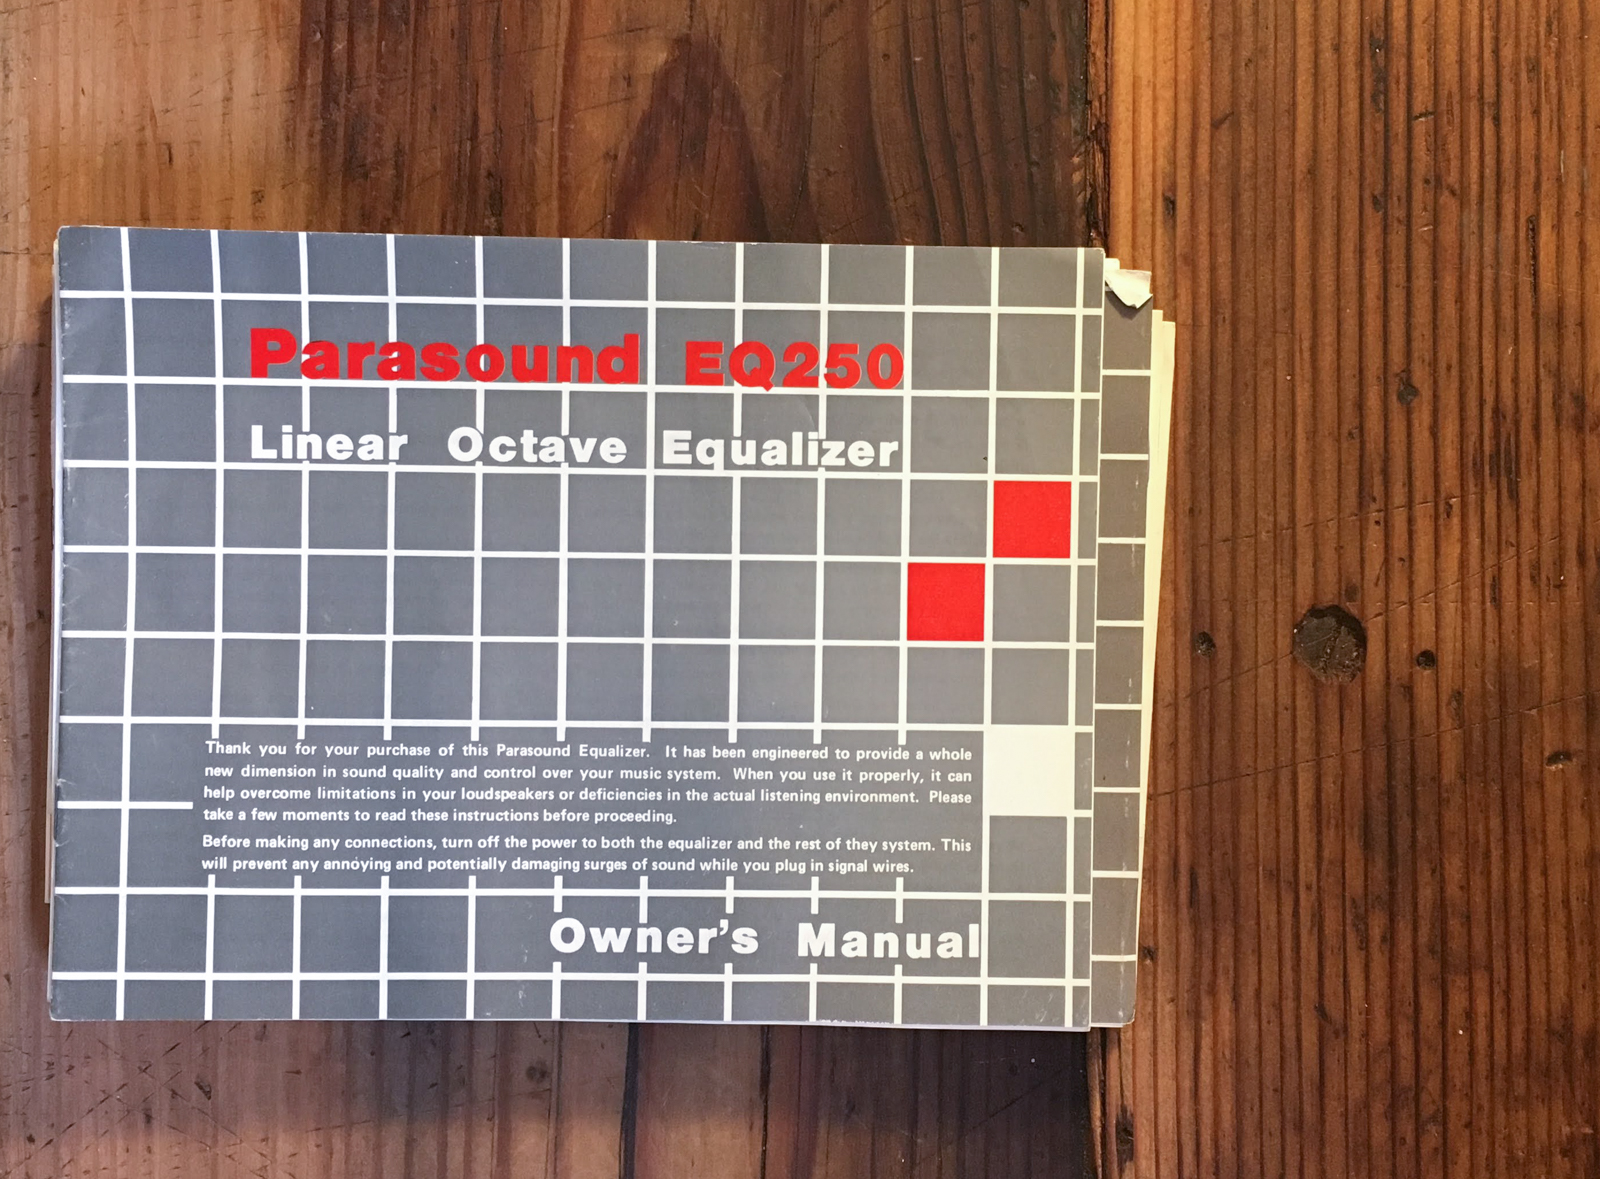 Parasound EQ250
Linear Octave Equalizer
Thank you for your purchase of this Parasound Equalizer. It has been engineered to provide a whole
new dimension in sound quality and control over your music system. When you use it properly, it can
help overcome limitations in your loudspeakers or deficiencies in the actual listening environment. Please
take a few moments to read these instructions before proceeding.
Before making any connections, turn off the power to both the equalizer and the rest of they system. This
will prevent any annoying and potentially damaging surges of sound while you plug in signal wires.
Owner's Manual